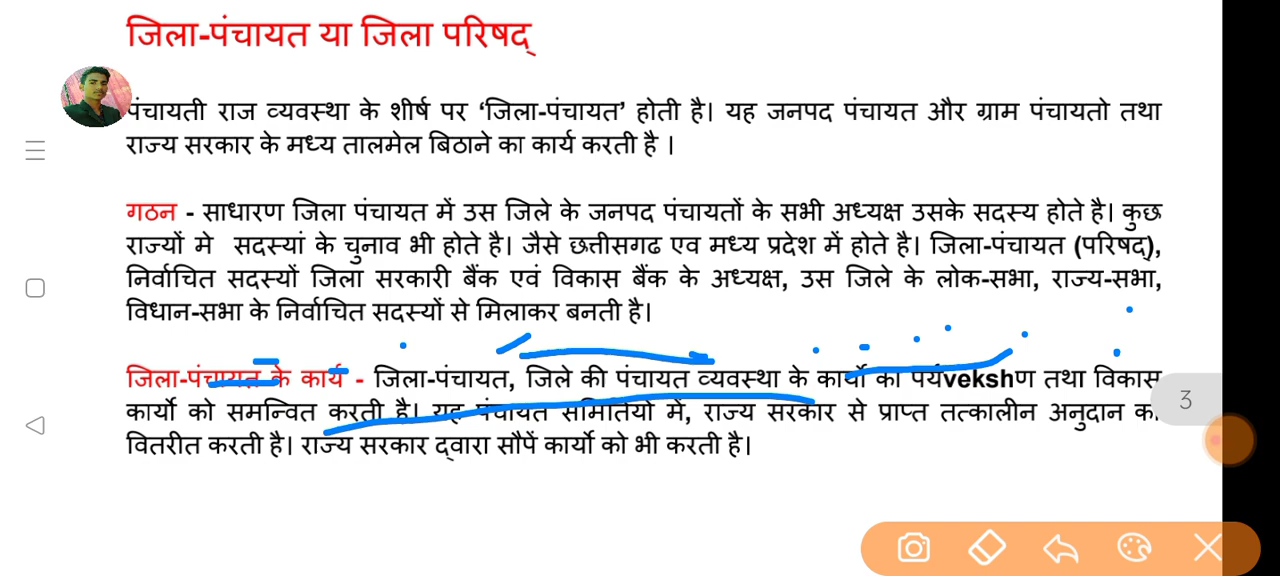 जिला-पंचायत या जिला परिषद्
पंचायती राज व्यवस्था के शीर्ष पर ‘जिला-पंचायत’ होती है। यह जनपद पंचायत और ग्राम पंचायतो तथा
राज्य सरकार के मध्य तालमेल बिठाने का कार्य करती है ।
गठन - साधारण जिला पंचायत में उस जिले के जनपद पंचायतों के सभी अध्यक्ष उसके सदस्य होते है। कुछ
राज्यों मे सदस्यां के चुनाव भी होते है। जैसे छत्तीसगढ एव मध्य प्रदेश में होते है। जिला-पंचायत (परिषद्),
निर्वाचित सदस्यों जिला सरकारी बैंक एवं विकास बैंक के अध्यक्ष, उस जिले के लोक-सभा, राज्य-सभा,
विधान-सभा के निर्वाचित सदस्यों से मिलाकर बनती है।
जिला-पंचायत के कार्य - जिला-पंचायत, जिले की पंचायत व्यवस्था के कार्यो का पर्यvekshण तथा विकास
कार्यो को समन्वित करती है। यह पंचायत समितियो में, राज्य सरकार से प्राप्त तत्कालीन अनुदान को
वितरीत करती है। राज्य सरकार द्वारा सौपें कार्यो को भी करती है।
3